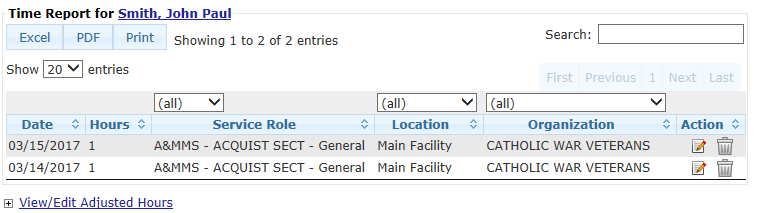 Time Report for Smith, John Paul
Excel PDF Print Showing 1 to 2 of 2 entries Search:
Show 20 entries
First Previous 1 Next Last
(all) (all) (all)
Date Hours Service Role Location Organization Action
03/15/2017 1 A&MMS - ACQUIST SECT - General Main Facility CATHOLIC WAR VETERANS
03/14/2017 1 A&MMS - ACQUIST SECT - General Main Facility CATHOLIC WAR VETERANS
View/Edit Adjusted Hours